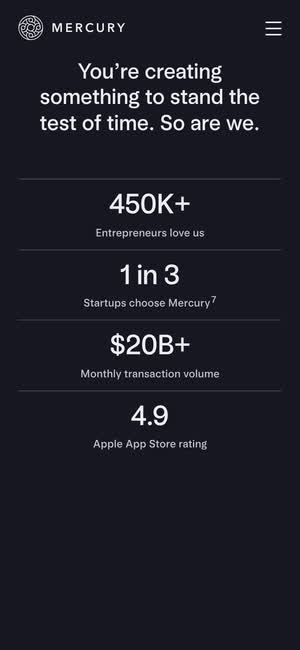 MERCURY
You’re creating
something to stand the
test of time. So are we.
450K+
Entrepreneurs love us
1 in 3
Startups choose Mercury⁷
$20B+
Monthly transaction volume
4.9
Apple App Store rating